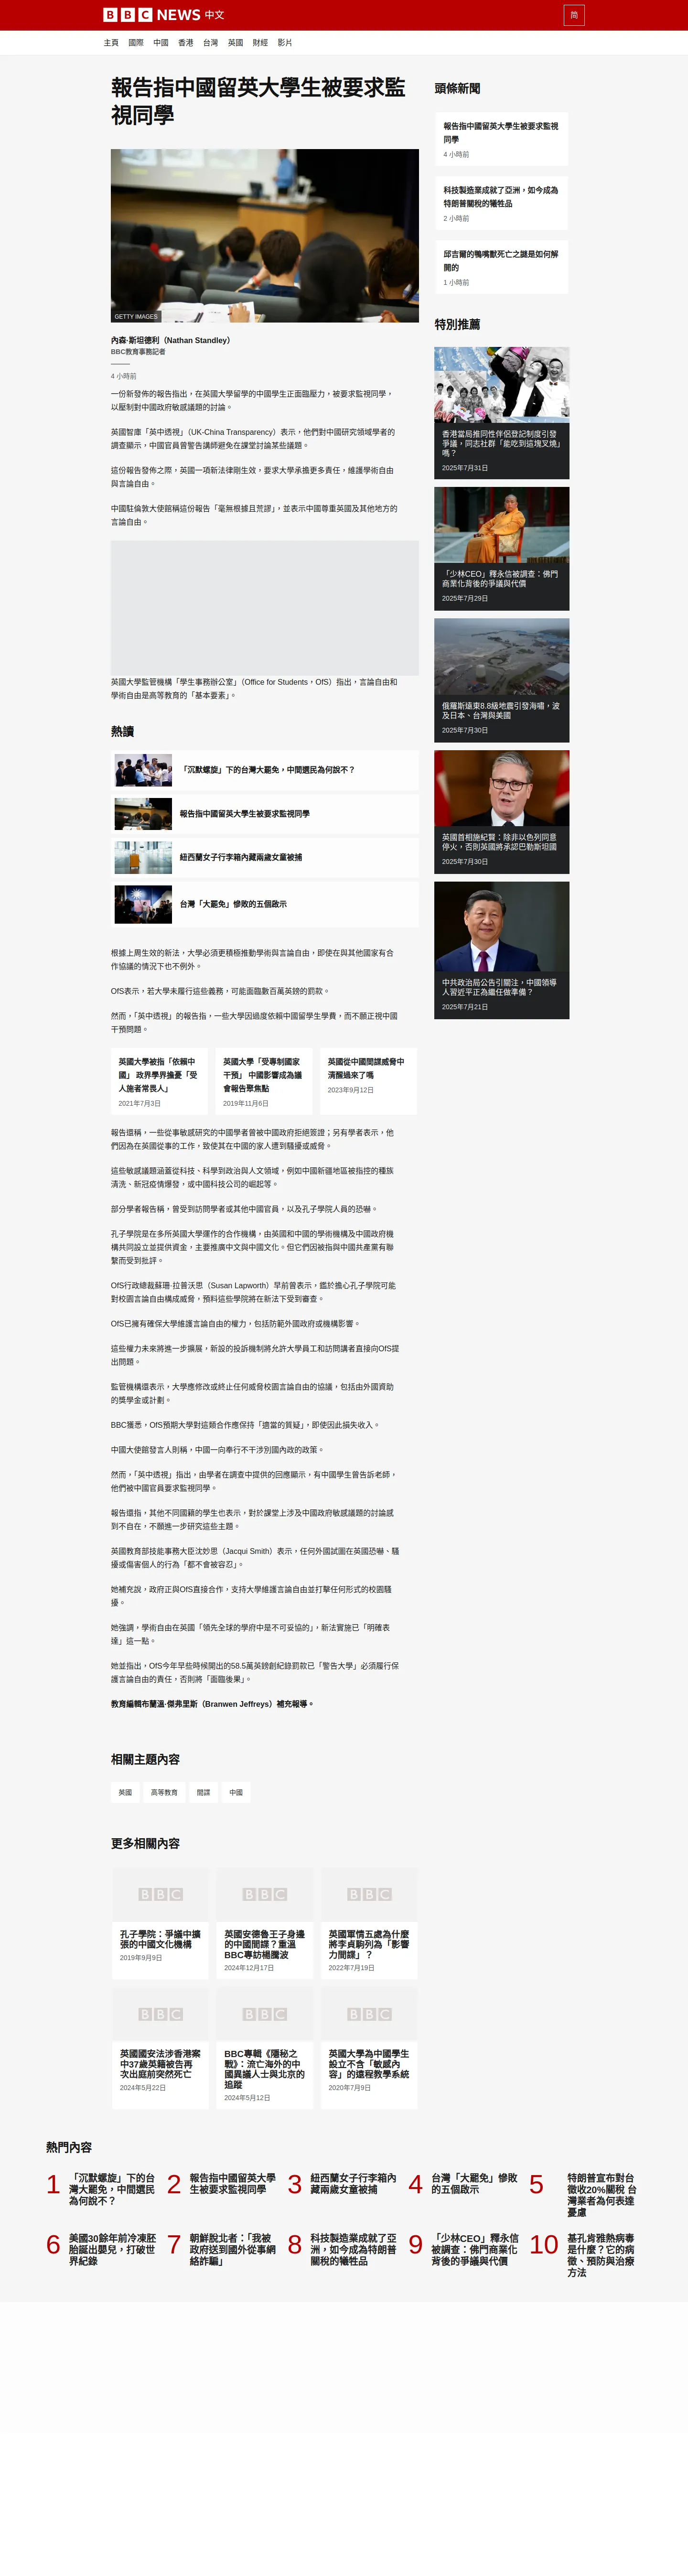 BBC NEWS 中文
简
主頁 國際 中國 香港 台灣 英國 財經 影片
報告指中國留英大學生被要求監
視同學
GETTY IMAGES
內森·斯坦德利（Nathan Standley）
BBC教育事務記者
4 小時前
一份新發佈的報告指出，在英國大學留學的中國學生正面臨壓力，被要求監視同學，
以壓制對中國政府敏感議題的討論。
英國智庫「英中透視」（UK-China Transparency）表示，他們對中國研究領域學者的
調查顯示，中國官員曾警告講師避免在課堂討論某些議題。
這份報告發佈之際，英國一項新法律剛生效，要求大學承擔更多責任，維護學術自由
與言論自由。
中國駐倫敦大使館稱這份報告「毫無根據且荒謬」，並表示中國尊重英國及其他地方的
言論自由。
英國大學監管機構「學生事務辦公室」（Office for Students，OfS）指出，言論自由和
學術自由是高等教育的「基本要素」。
熱讀
「沉默螺旋」下的台灣大罷免，中間選民為何說不？
報告指中國留英大學生被要求監視同學
紐西蘭女子行李箱內藏兩歲女童被捕
台灣「大罷免」慘敗的五個啟示
根據上周生效的新法，大學必須更積極推動學術與言論自由，即使在與其他國家有合
作協議的情況下也不例外。
OfS表示，若大學未履行這些義務，可能面臨數百萬英鎊的罰款。
然而，「英中透視」的報告指，一些大學因過度依賴中國留學生學費，而不願正視中國
干預問題。
英國大學被指「依賴中
國」 政界學界擔憂「受
人施者常畏人」
2021年7月3日
英國大學「受專制國家
干預」 中國影響成為議
會報告聚焦點
2019年11月6日
英國從中國間諜威脅中
清醒過來了嗎
2023年9月12日
報告還稱，一些從事敏感研究的中國學者曾被中國政府拒絕簽證；另有學者表示，他
們因為在英國從事的工作，致使其在中國的家人遭到騷擾或威脅。
這些敏感議題涵蓋從科技、科學到政治與人文領域，例如中國新疆地區被指控的種族
清洗、新冠疫情爆發，或中國科技公司的崛起等。
部分學者報告稱，曾受到訪問學者或其他中國官員，以及孔子學院人員的恐嚇。
孔子學院是在多所英國大學運作的合作機構，由英國和中國的學術機構及中國政府機
構共同設立並提供資金，主要推廣中文與中國文化。但它們因被指與中國共產黨有聯
繫而受到批評。
OfS行政總裁蘇珊·拉普沃思（Susan Lapworth）早前曾表示，鑑於擔心孔子學院可能
對校園言論自由構成威脅，預料這些學院將在新法下受到審查。
OfS已擁有確保大學維護言論自由的權力，包括防範外國政府或機構影響。
這些權力未來將進一步擴展，新設的投訴機制將允許大學員工和訪問講者直接向OfS提
出問題。
監管機構還表示，大學應修改或終止任何威脅校園言論自由的協議，包括由外國資助
的獎學金或計劃。
BBC獲悉，OfS預期大學對這類合作應保持「適當的質疑」，即使因此損失收入。
中國大使館發言人則稱，中國一向奉行不干涉別國內政的政策。
然而，「英中透視」指出，由學者在調查中提供的回應顯示，有中國學生曾告訴老師，
他們被中國官員要求監視同學。
報告還指，其他不同國籍的學生也表示，對於課堂上涉及中國政府敏感議題的討論感
到不自在，不願進一步研究這些主題。
英國教育部技能事務大臣沈妙思（Jacqui Smith）表示，任何外國試圖在英國恐嚇、騷
擾或傷害個人的行為「都不會被容忍」。
她補充說，政府正與OfS直接合作，支持大學維護言論自由並打擊任何形式的校園騷
擾。
她強調，學術自由在英國「領先全球的學府中是不可妥協的」，新法實施已「明確表
達」這一點。
她並指出，OfS今年早些時候開出的58.5萬英鎊創紀錄罰款已「警告大學」必須履行保
護言論自由的責任，否則將「面臨後果」。
教育編輯布蘭溫·傑弗里斯（Branwen Jeffreys）補充報導。
相關主題內容
英國 高等教育 間諜 中國
更多相關內容
BBC BBC BBC
孔子學院：爭議中擴
張的中國文化機構
2019年9月9日
英國安德魯王子身邊
的中國間諜？重溫
BBC專訪楊騰波
2024年12月17日
英國軍情五處為什麼
將李貞駒列為「影響
力間諜」？
2022年7月19日
BBC BBC BBC
英國國安法涉香港案
中37歲英籍被告再
次出庭前突然死亡
2024年5月22日
BBC專輯《隱秘之
戰》：流亡海外的中
國異議人士與北京的
追蹤
2024年5月12日
英國大學為中國學生
設立不含「敏感內
容」的遠程教學系統
2020年7月9日
頭條新聞
報告指中國留英大學生被要求監視
同學
4 小時前
科技製造業成就了亞洲，如今成為
特朗普關稅的犧牲品
2 小時前
邱吉爾的鴨嘴獸死亡之謎是如何解
開的
1 小時前
特別推薦
香港當局推同性伴侶登記制度引發
爭議，同志社群「能吃到這塊叉燒」
嗎？
2025年7月31日
「少林CEO」釋永信被調查：佛門
商業化背後的爭議與代價
2025年7月29日
俄羅斯遠東8.8級地震引發海嘯，波
及日本、台灣與美國
2025年7月30日
英國首相施紀賢：除非以色列同意
停火，否則英國將承認巴勒斯坦國
2025年7月30日
中共政治局公告引關注，中國領導
人習近平正為繼任做準備？
2025年7月21日
熱門內容
1 「沉默螺旋」下的台
灣大罷免，中間選民
為何說不？
2 報告指中國留英大學
生被要求監視同學
3 紐西蘭女子行李箱內
藏兩歲女童被捕
4 台灣「大罷免」慘敗
的五個啟示
5 特朗普宣布對台
徵收20%關稅 台
灣業者為何表達
憂慮
6 美國30餘年前冷凍胚
胎誕出嬰兒，打破世
界紀錄
7 朝鮮脫北者：「我被
政府送到國外從事網
絡詐騙」
8 科技製造業成就了亞
洲，如今成為特朗普
關稅的犧牲品
9 「少林CEO」釋永信
被調查：佛門商業化
背後的爭議與代價
10 基孔肯雅熱病毒
是什麼？它的病
徵、預防與治療
方法